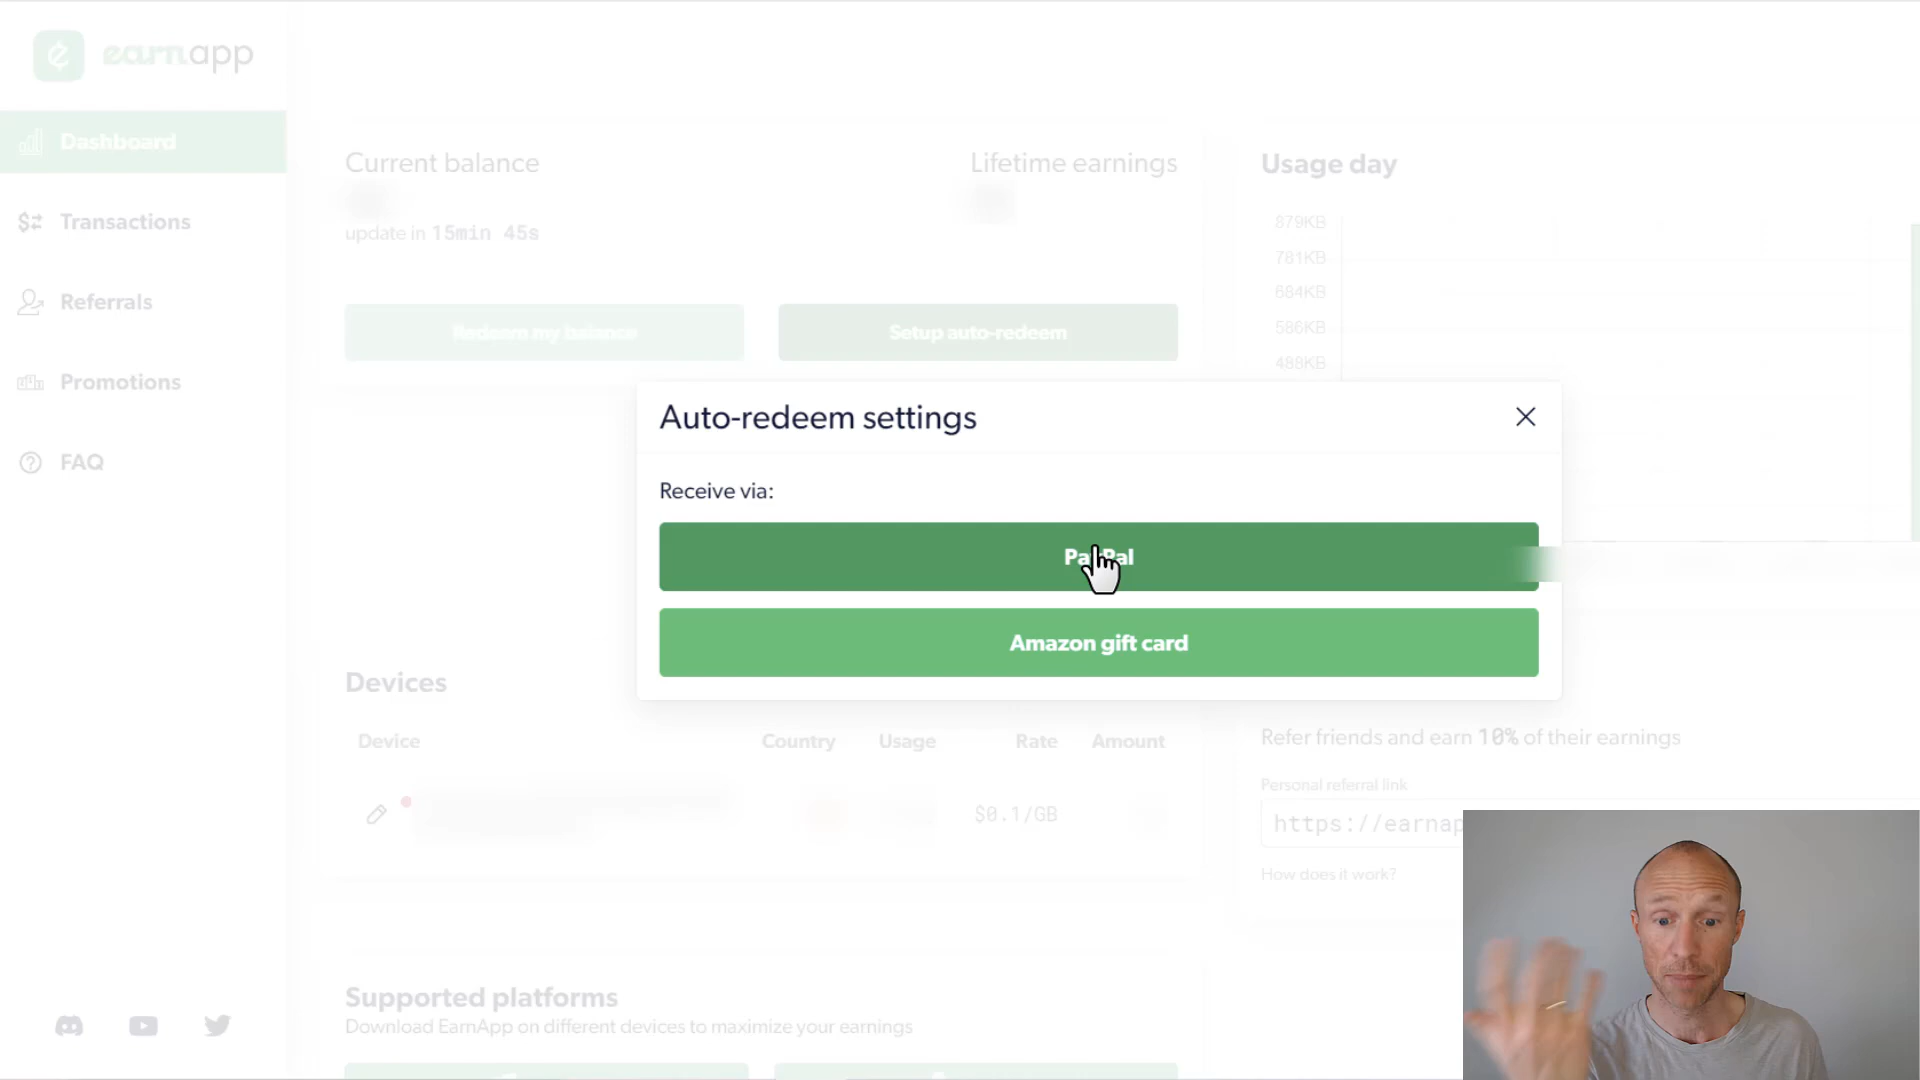 earnapp
Dashboard
Transactions
Referrals
Promotions
FAQ
Current balance
update in 15min 45s
Lifetime earnings
Redeem my balance
Setup auto-redeem
Usage day
879KB
781KB
684KB
586KB
488KB
Auto-redeem settings
Receive via:
PayPal
Amazon gift card
Devices
Device Country Usage Rate Amount
$0.1/GB
Refer friends and earn 10% of their earnings
Personal referral link
https://earnap
How does it work?
Supported platforms
Download EarnApp on different devices to maximize your earnings